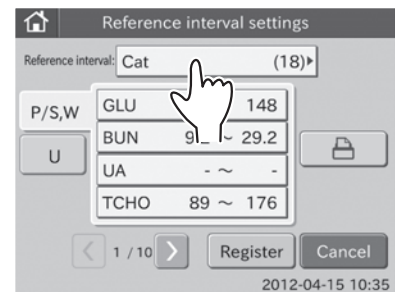 Reference interval settings
Reference interval: Cat (18)
P/S,W
GLU 148
BUN ~ 29.2
U
UA - ~ -
TCHO 89 ~ 176
1 / 10 Register Cancel
2012-04-15 10:35